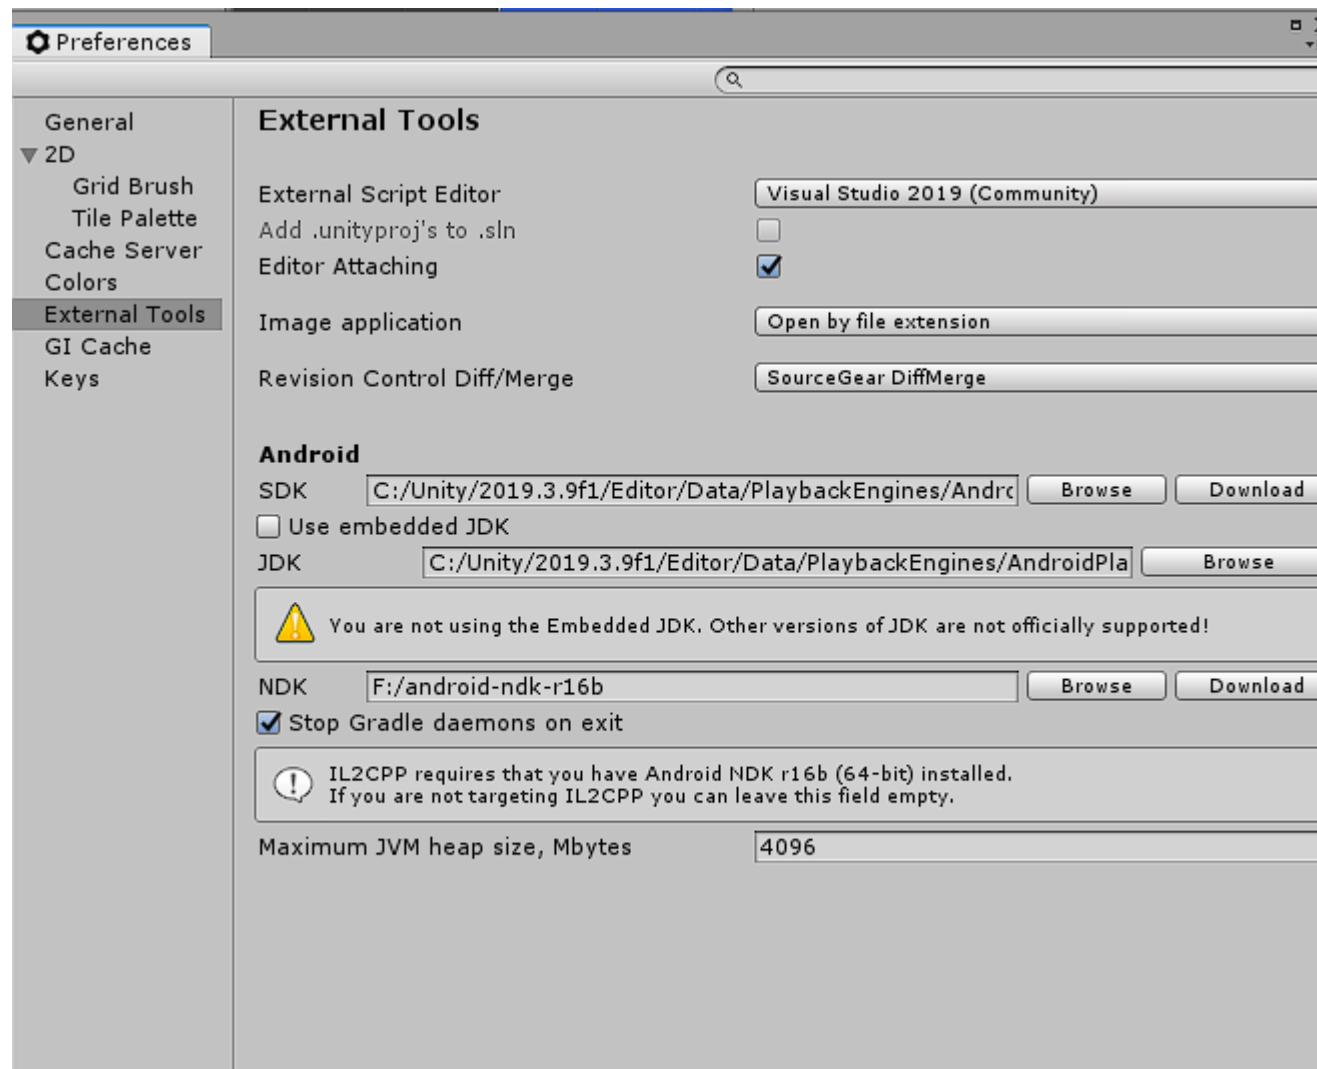 Preferences
General
2D
Grid Brush
Tile Palette
Cache Server
Colors
External Tools
GI Cache
Keys
External Tools
External Script Editor Visual Studio 2019 (Community)
Add .unityproj's to .sln
Editor Attaching
Image application Open by file extension
Revision Control Diff/Merge SourceGear DiffMerge
Android
SDK C:/Unity/2019.3.9f1/Editor/Data/PlaybackEngines/Andrc Browse Download
Use embedded JDK
JDK C:/Unity/2019.3.9f1/Editor/Data/PlaybackEngines/AndroidPla Browse
You are not using the Embedded JDK. Other versions of JDK are not officially supported!
NDK F:/android-ndk-r16b Browse Download
Stop Gradle daemons on exit
IL2CPP requires that you have Android NDK r16b (64-bit) installed.
If you are not targeting IL2CPP you can leave this field empty.
Maximum JVM heap size, Mbytes 4096